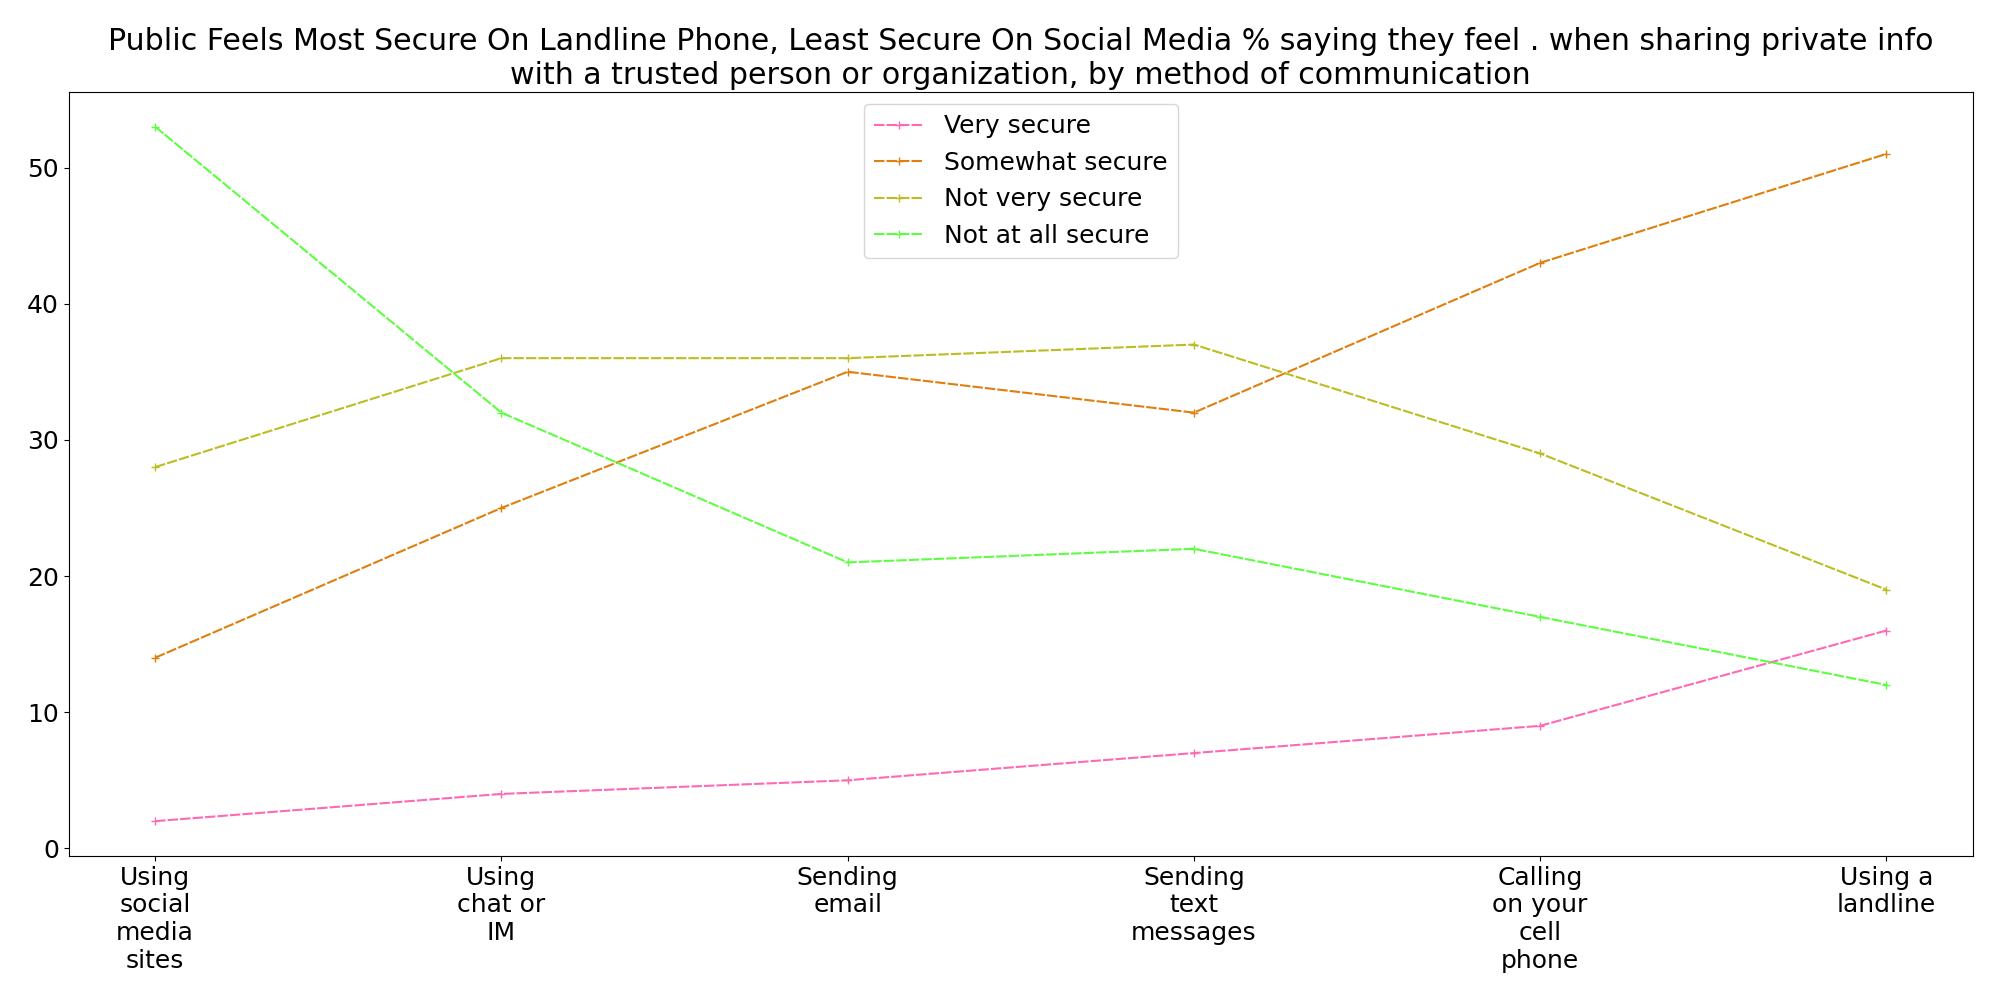 Public Feels Most Secure On Landline Phone, Least Secure On Social Media % saying they feel . when sharing private info
with a trusted person or organization, by method of communication
Very secure
Somewhat secure
Not very secure
Not at all secure
50
40
30
20
10
0
Using
social
media
sites
Using
chat or
IM
Sending
email
Sending
text
messages
Calling
on your
cell
phone
Using a
landline